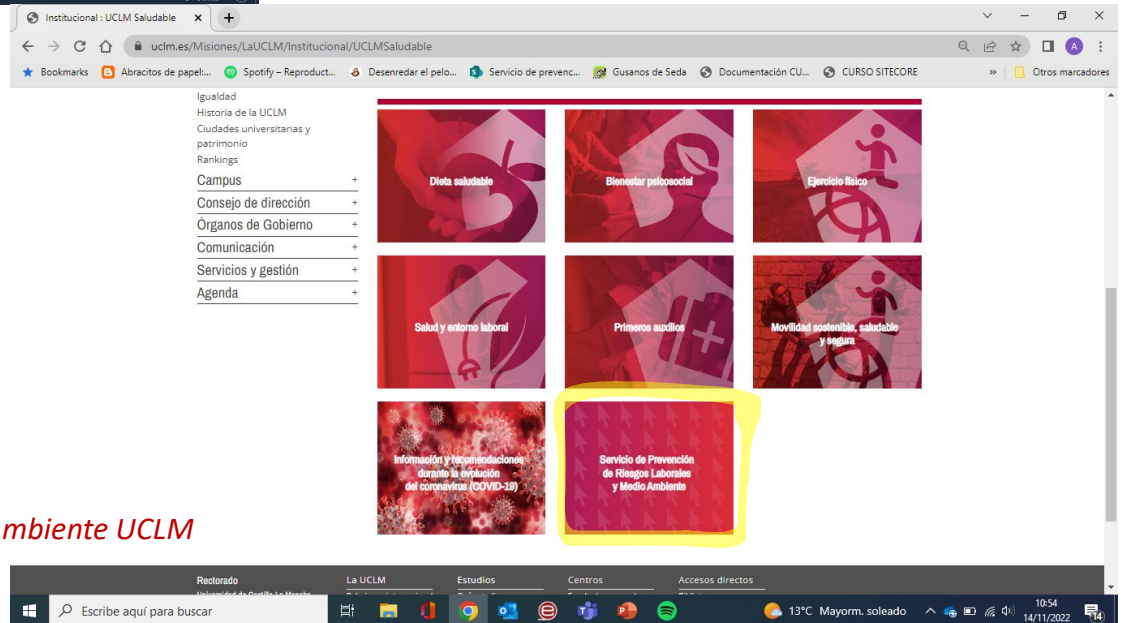 Institucional : UCLM Saludable
uclm.es/Misiones/LaUCLM/Institucional/UCLMSaludable
Bookmarks
Abracitos de papel:...
Spotify – Reproduct...
Desenredar el pelo...
Servicio de prevenc...
Gusanos de Seda
Documentación CU...
CURSO SITECORE
»
Otros marcadores
A
Igualdad
Historia de la UCLM
Ciudades universitarias y
patrimonio
Rankings
Campus +
Consejo de dirección +
Órganos de Gobierno +
Comunicación +
Servicios y gestión +
Agenda +
Dieta saludable
Bienestar psicosocial
Ejercicio físico
Salud y entorno laboral
Primeros auxilios
Movilidad sostenible, saludable
y segura
Información y recomendaciones
durante la evolución
del coronavirus (COVID-19)
Servicio de Prevención
de Riesgos Laborales
y Medio Ambiente
mbiente UCLM
Rectorado
La UCLM
Estudios
Centros
Accesos directos
Escribe aquí para buscar
13°C Mayorm. soleado
10:54
14/11/2022
14